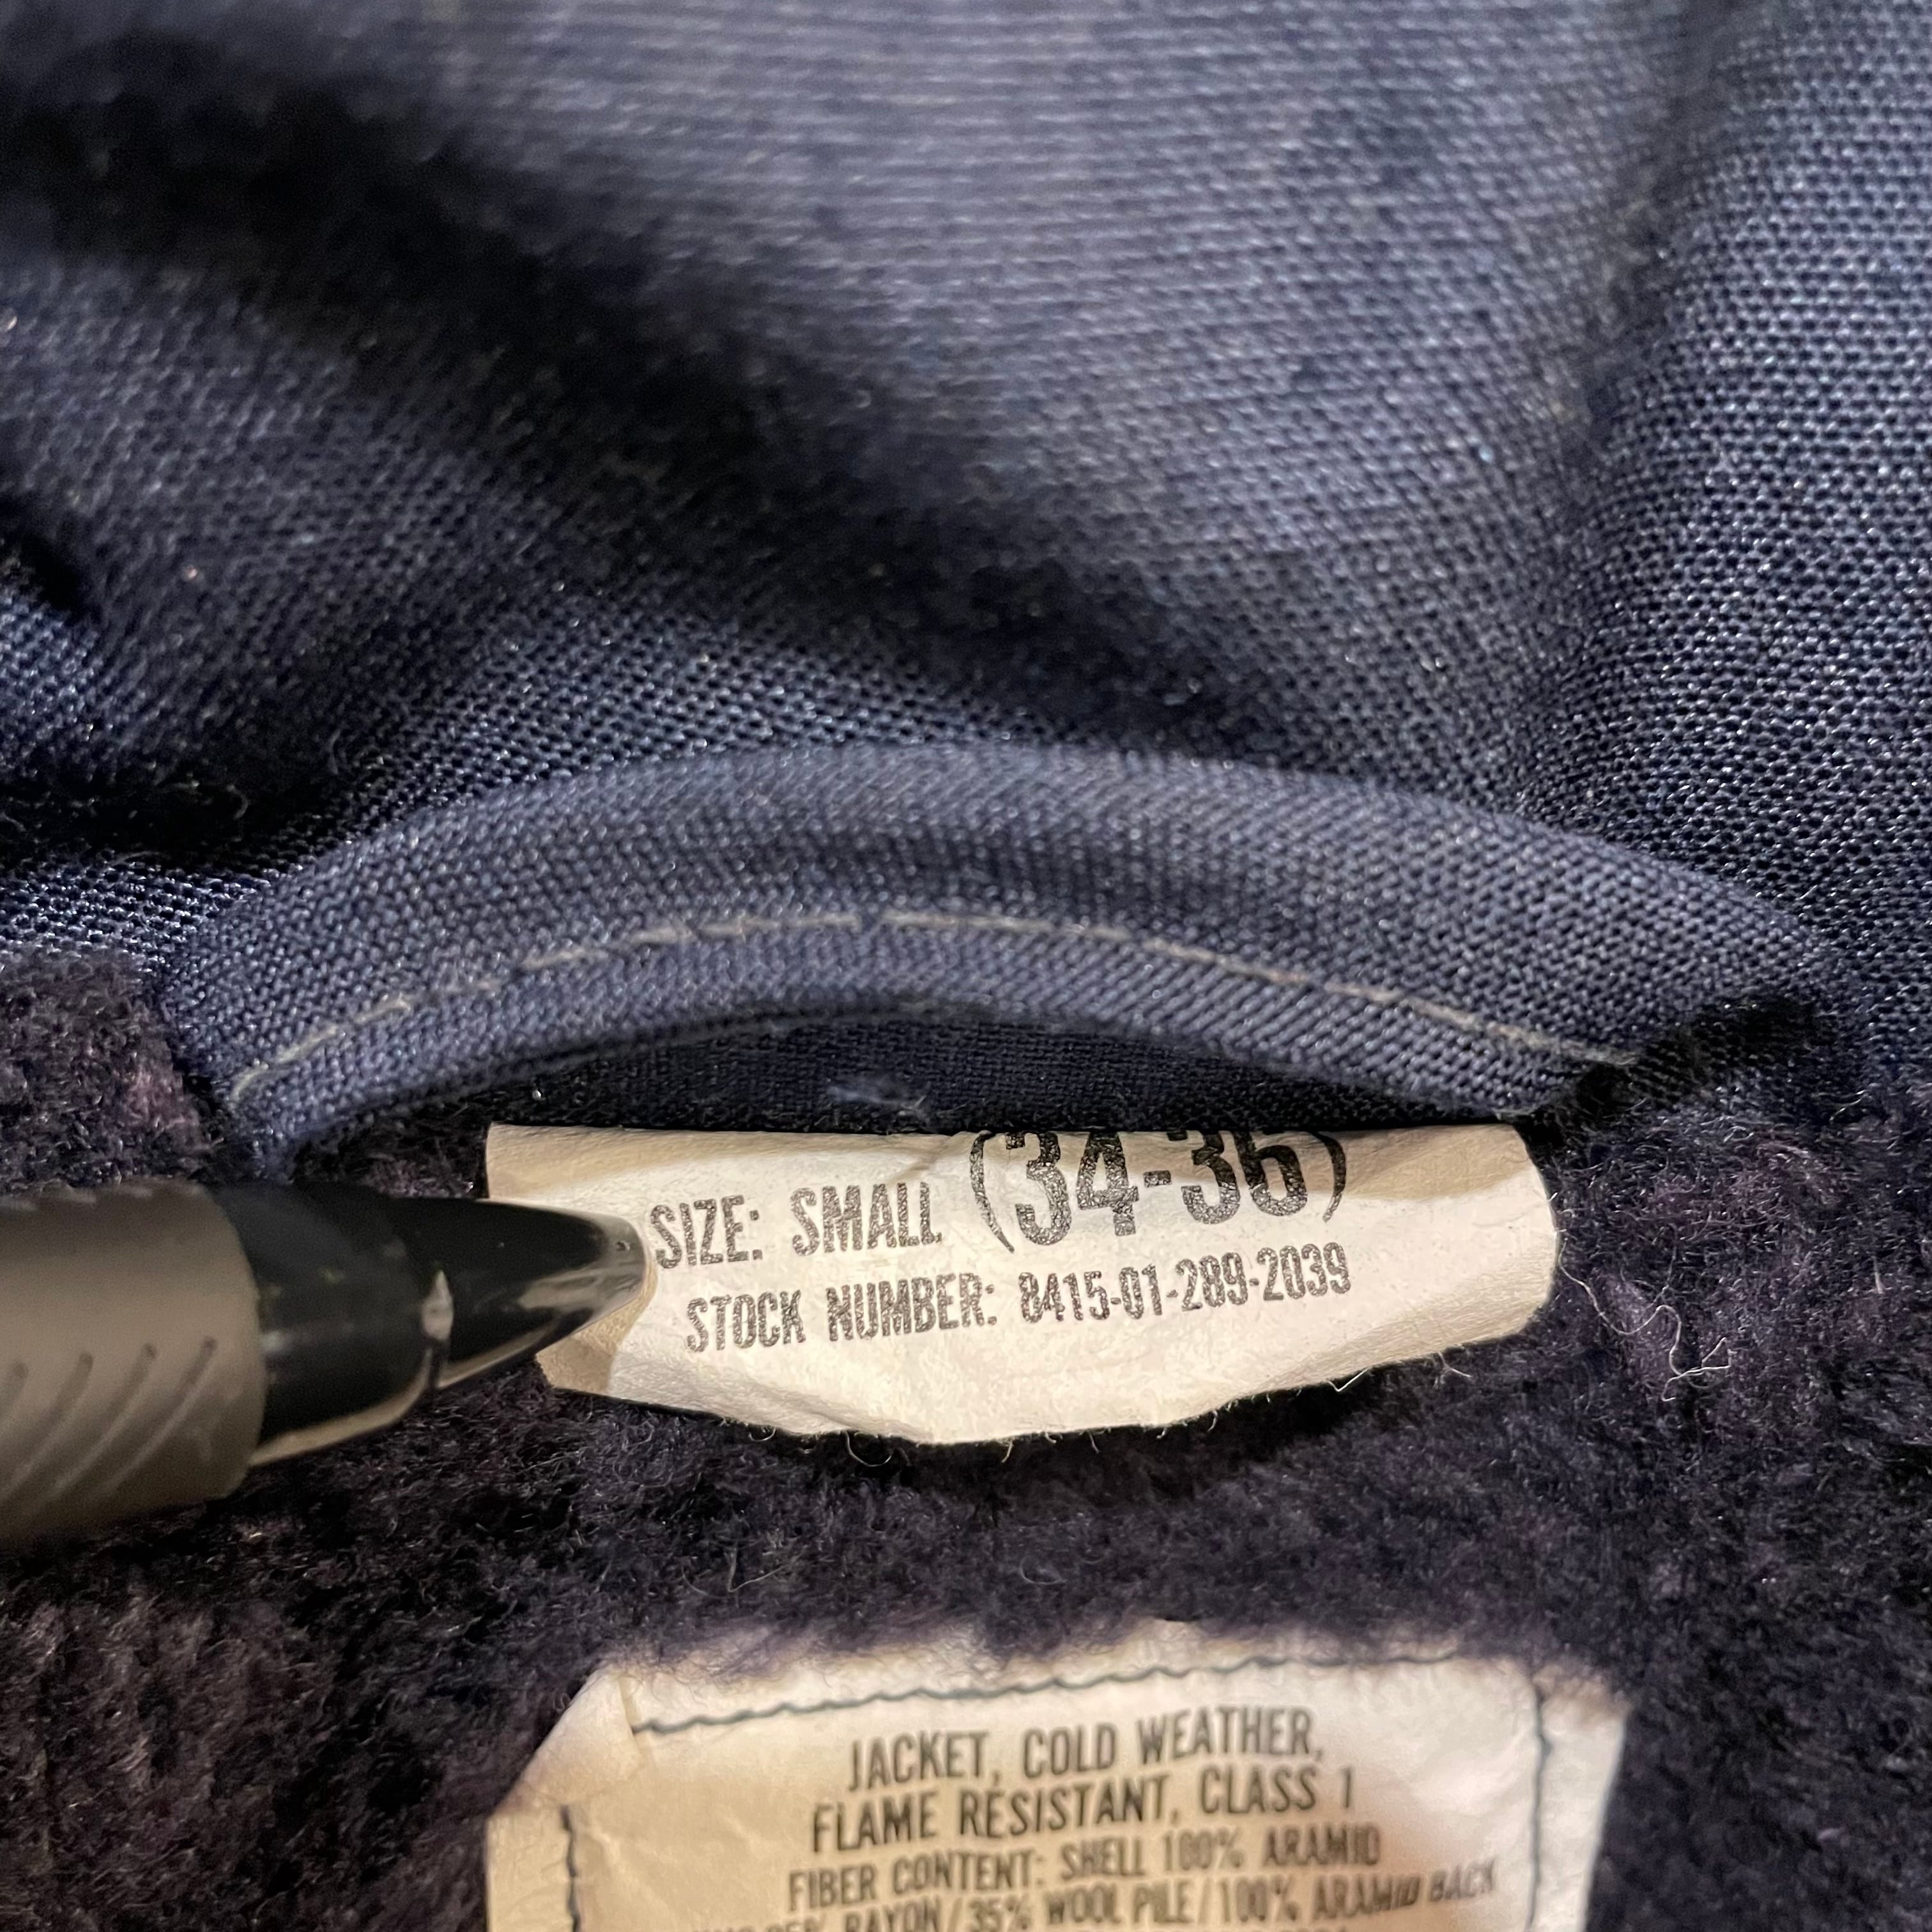 SIZE: SMALL (34-36)
STOCK NUMBER: 8415-01-289-2039
JACKET, COLD WEATHER,
FLAME RESISTANT, CLASS 1
FIBER CONTENT: SHELL 100% ARAMID
RAYON/35% WOOL PILE/100% ARAMID BACK